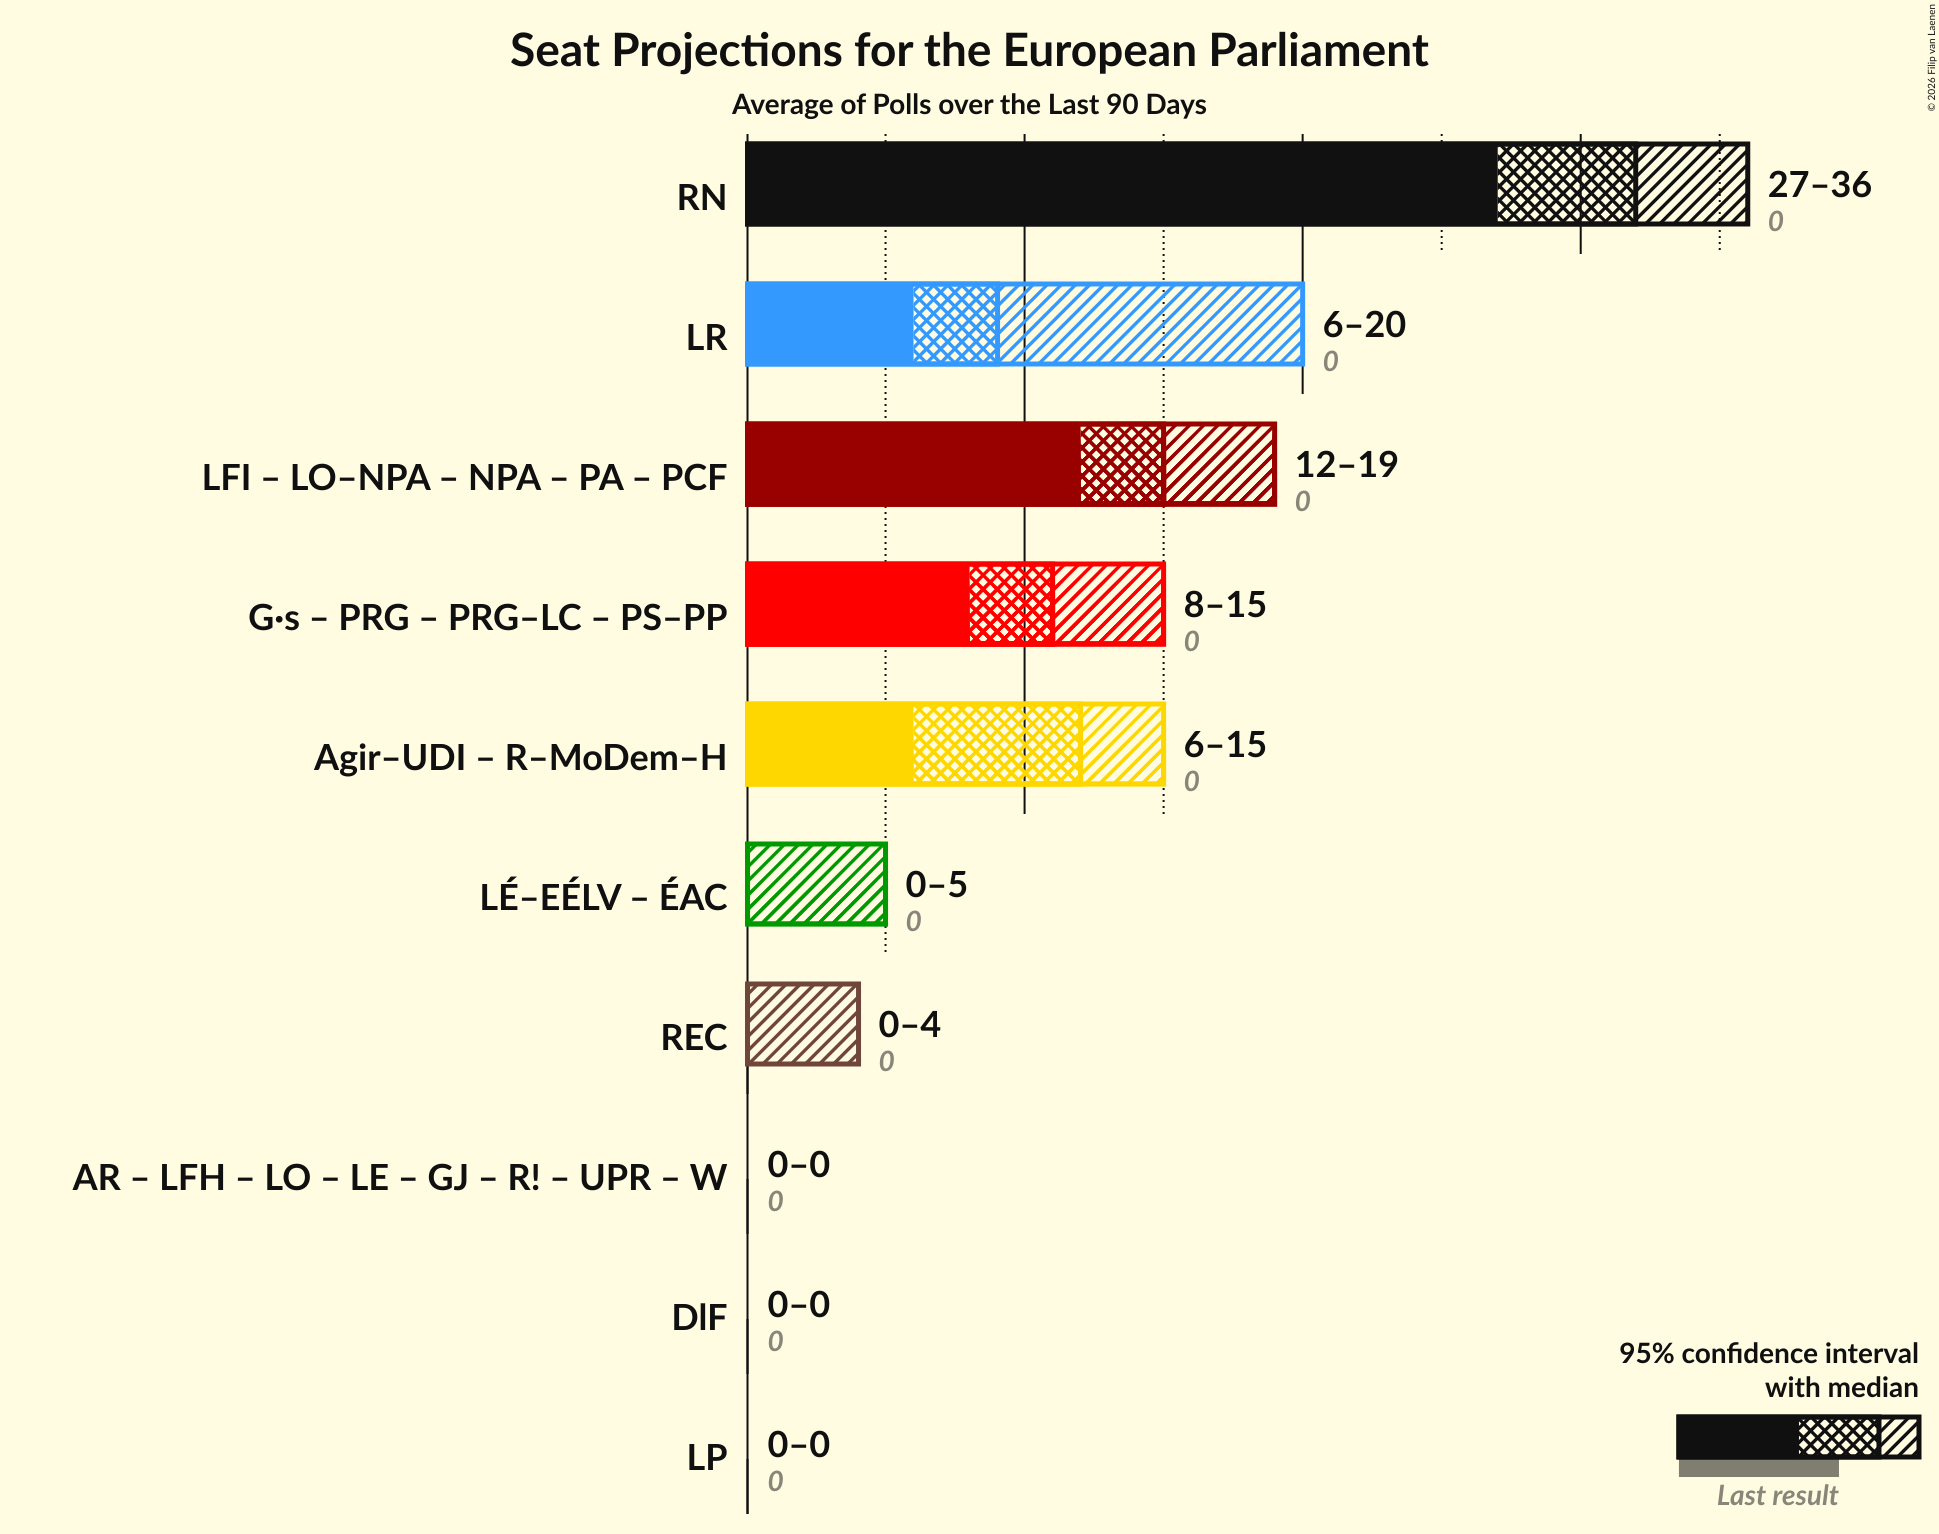 Seat Projections for the European Parliament
Average of Polls over the Last 90 Days
© 2026 Filip van Laenen
RN
27–36
0
LR
6–20
0
LFI – LO–NPA – NPA – PA – PCF
12–19
0
G·s – PRG – PRG–LC – PS–PP
8–15
0
Agir–UDI – R–MoDem–H
6–15
0
LÉ–EÉLV – ÉAC
0–5
0
REC
0–4
0
AR – LFH – LO – LE – GJ – R! – UPR – W
0–0
0
DlF
0–0
0
LP
0–0
0
95% confidence interval
with median
Last result